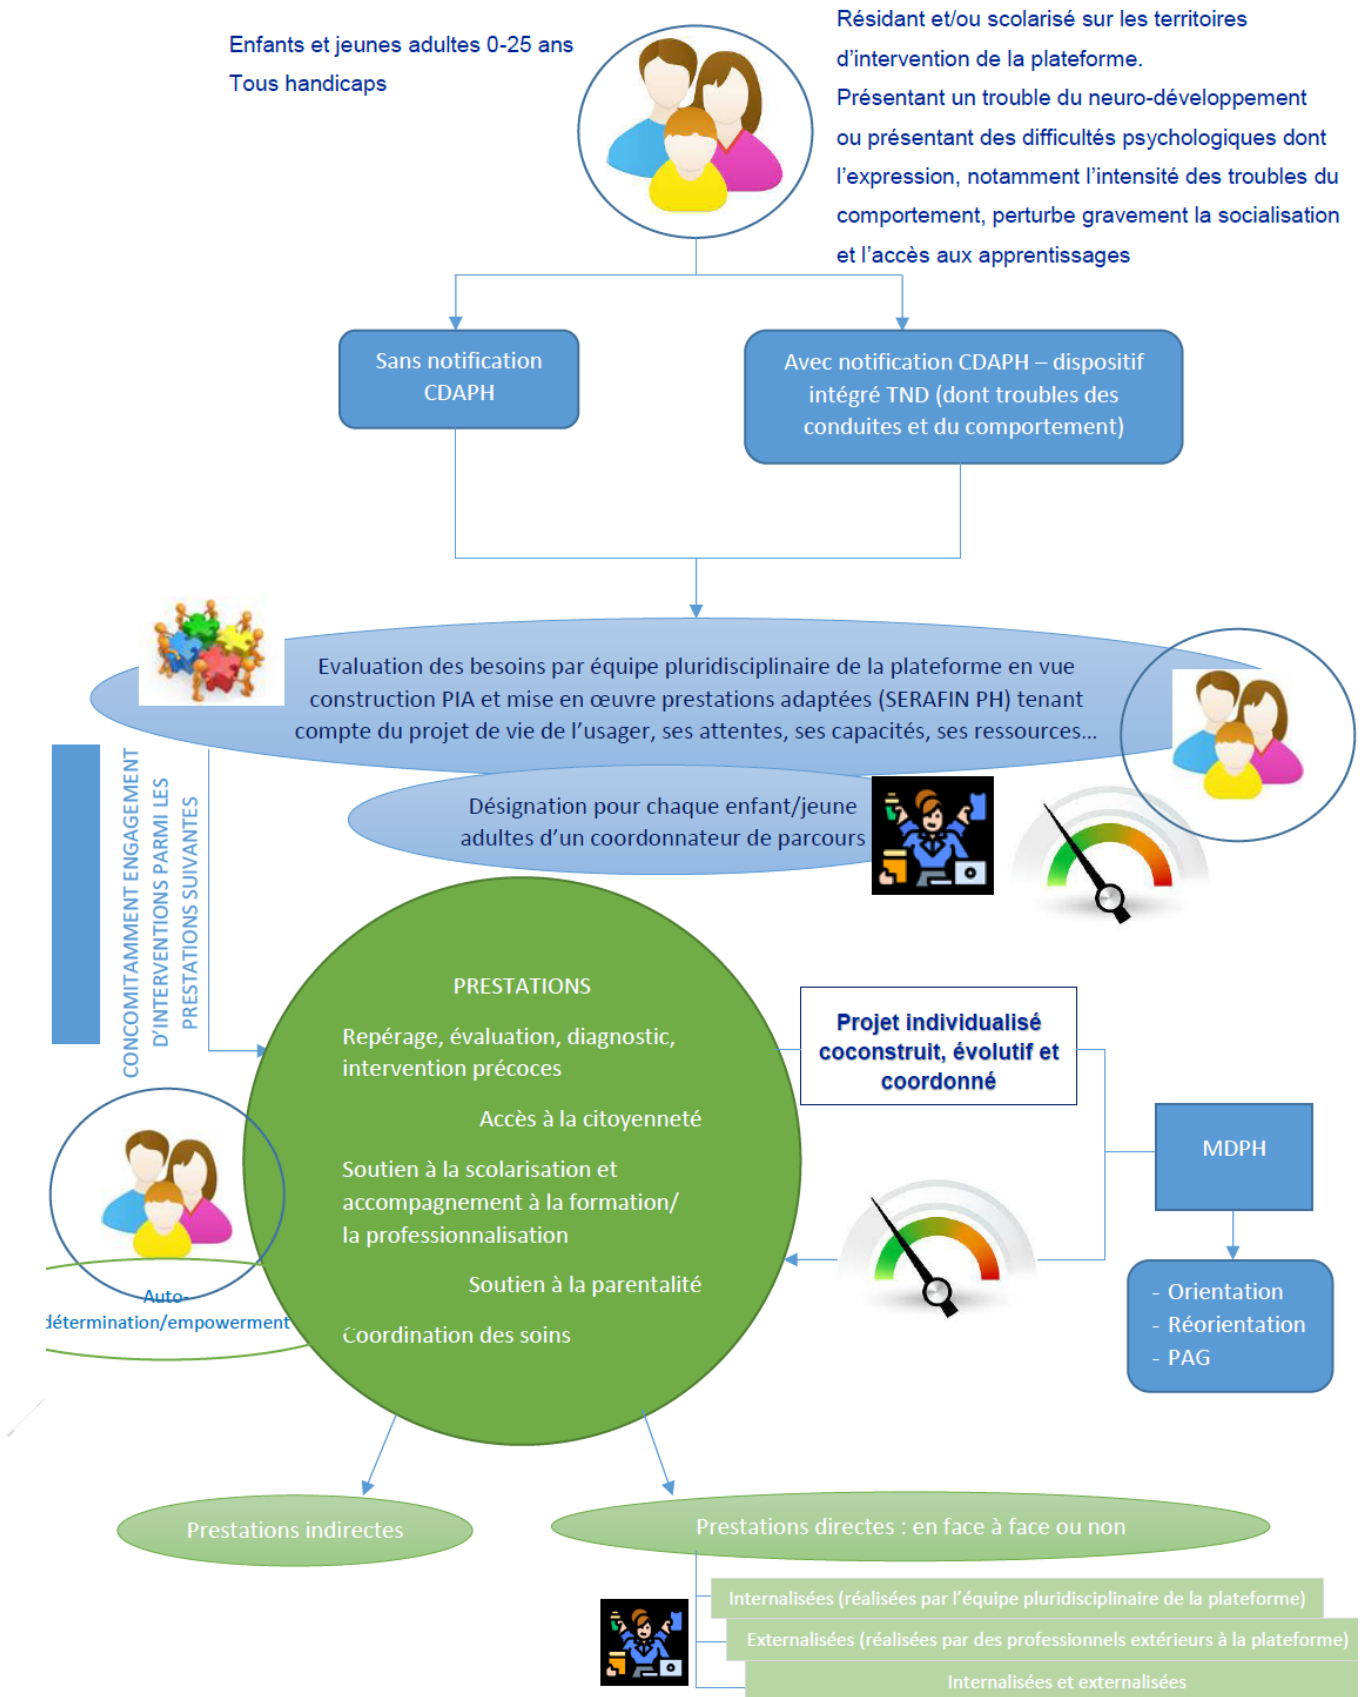 Enfants et jeunes adultes 0-25 ans
Tous handicaps
Résidant et/ou scolarisé sur les territoires
d’intervention de la plateforme.
Présentant un trouble du neuro-développement
ou présentant des difficultés psychologiques dont
l’expression, notamment l’intensité des troubles du
comportement, perturbe gravement la socialisation
et l’accès aux apprentissages
Sans notification
CDAPH
Avec notification CDAPH – dispositif
intégré TND (dont troubles des
conduites et du comportement)
Evaluation des besoins par équipe pluridisciplinaire de la plateforme en vue
construction PIA et mise en œuvre prestations adaptées (SERAFIN PH) tenant
compte du projet de vie de l’usager, ses attentes, ses capacités, ses ressources…
Désignation pour chaque enfant/jeune
adultes d’un coordonnateur de parcours
CONCOMITAMMENT ENGAGEMENT
D’INTERVENTIONS PARMI LES
PRESTATIONS SUIVANTES
PRESTATIONS
Repérage, évaluation, diagnostic,
intervention précoces
Accès à la citoyenneté
Soutien à la scolarisation et
accompagnement à la formation/
la professionnalisation
Soutien à la parentalité
Coordination des soins
Projet individualisé
coconstruit, évolutif et
coordonné
MDPH
- Orientation
- Réorientation
- PAG
Auto-
détermination/empowerment
Prestations indirectes
Prestations directes : en face à face ou non
Internalisées (réalisées par l’équipe pluridisciplinaire de la plateforme)
Externalisées (réalisées par des professionnels extérieurs à la plateforme)
Internalisées et externalisées